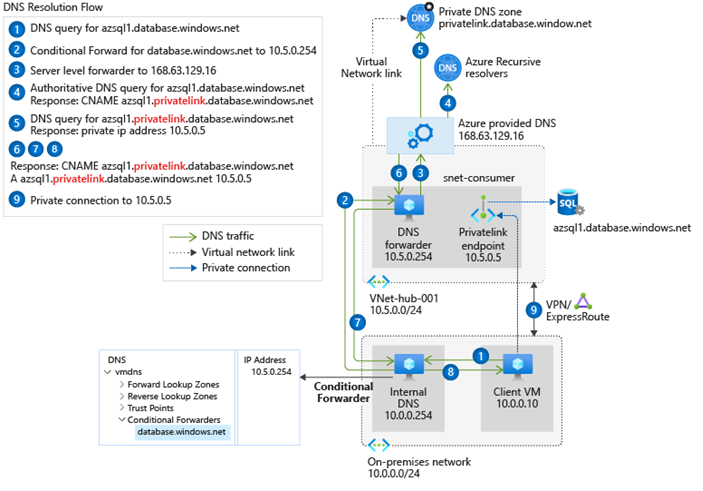 DNS Resolution Flow
1 DNS query for azsql1.database.windows.net
2 Conditional Forward for database.windows.net to 10.5.0.254
3 Server level forwarder to 168.63.129.16
4 Authoritative DNS query for azsql1.database.windows.net
Response: CNAME azsql1.privatelink.database.windows.net
5 DNS query for azsql1.privatelink.database.windows.net
Response: private ip address 10.5.0.5
6 7 8
Response: CNAME azsql1.privatelink.database.windows.net
A azsql1.privatelink.database.windows.net 10.5.0.5
9 Private connection to 10.5.0.5
DNS traffic
Virtual network link
Private connection
DNS
Private DNS zone
privatelink.database.window.net
Virtual
Network link
5
DNS
Azure Recursive
resolvers
4
Azure provided DNS
168.63.129.16
6
3
snet-consumer
2
DNS
forwarder
10.5.0.254
Privatelink
endpoint
10.5.0.5
SQL
azsql1.database.windows.net
VNet-hub-001
10.5.0.0/24
7
9
VPN/
ExpressRoute
1
8
Internal
DNS
10.0.0.254
Client VM
10.0.0.10
Conditional
Forwarder
On-premises network
10.0.0.0/24
DNS
vmdns
Forward Lookup Zones
Reverse Lookup Zones
Trust Points
Conditional Forwarders
database.windows.net
IP Address
10.5.0.254